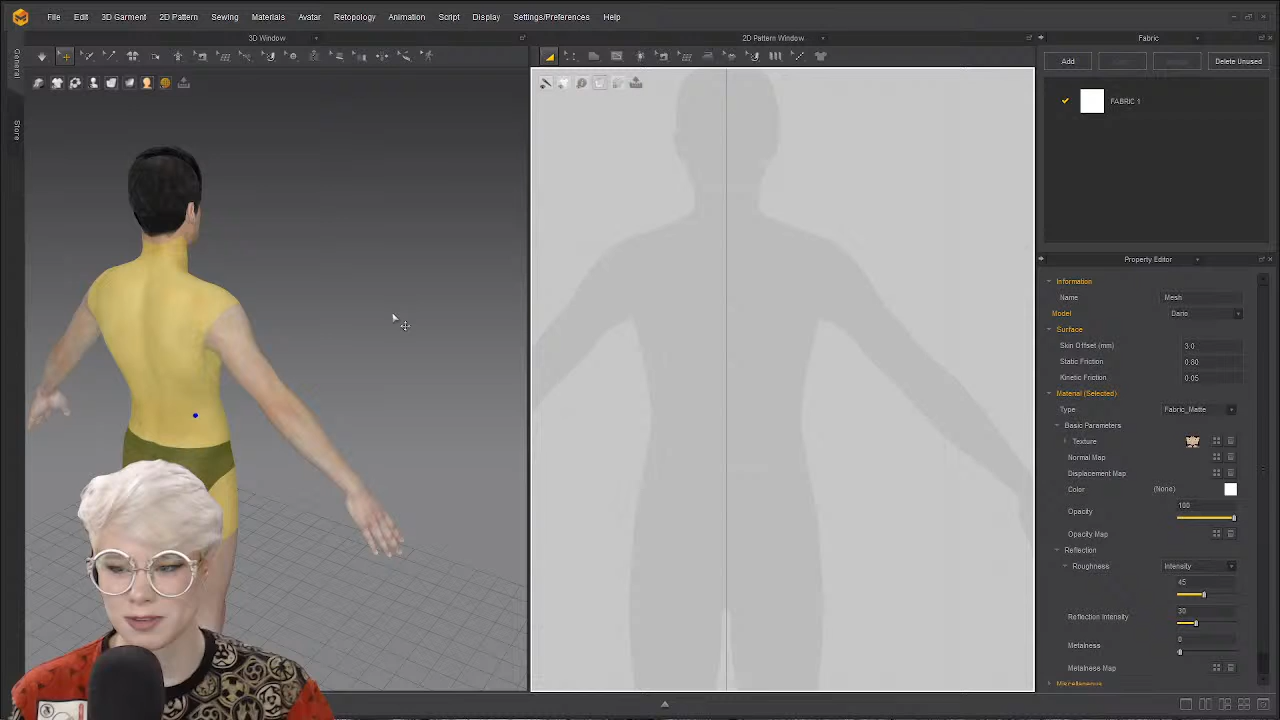 File Edit 3D Garment 2D Pattern Sewing Materials Avatar Retopology Animation Script Display Settings/Preferences Help
General
Store
3D Window
2D Pattern Window
Fabric
Add
Delete Unused
FABRIC 1
Property Editor
Information
Name Mesh
Model Dario
Surface
Skin Offset (mm) 3.0
Static Friction 0.80
Kinetic Friction 0.05
Material (Selected)
Type Fabric_Matte
Basic Parameters
Texture
Normal Map
Displacement Map
Color (None)
Opacity 100
Opacity Map
Reflection
Roughness Intensity
45
Reflection Intensity 30
Metalness 0
Metalness Map
Miscellaneous